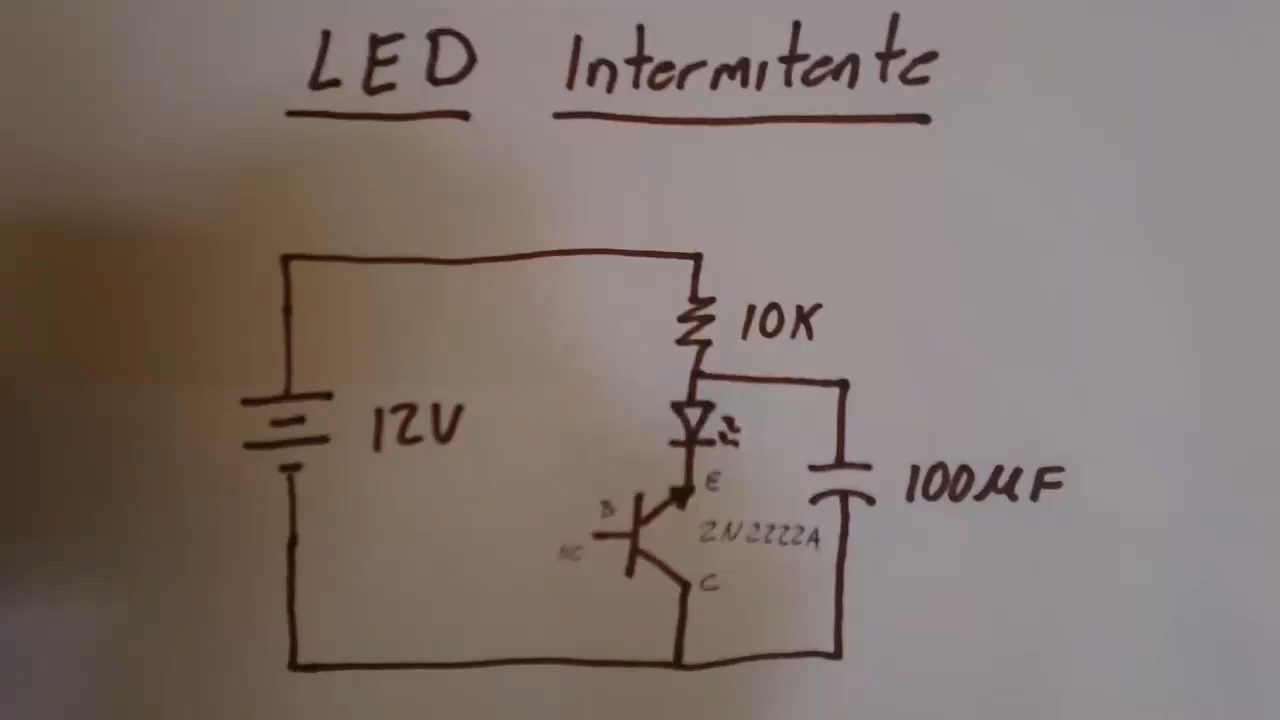 LED Intermitente
10K
12V
E
100µF
B
2N2222A
NC
C